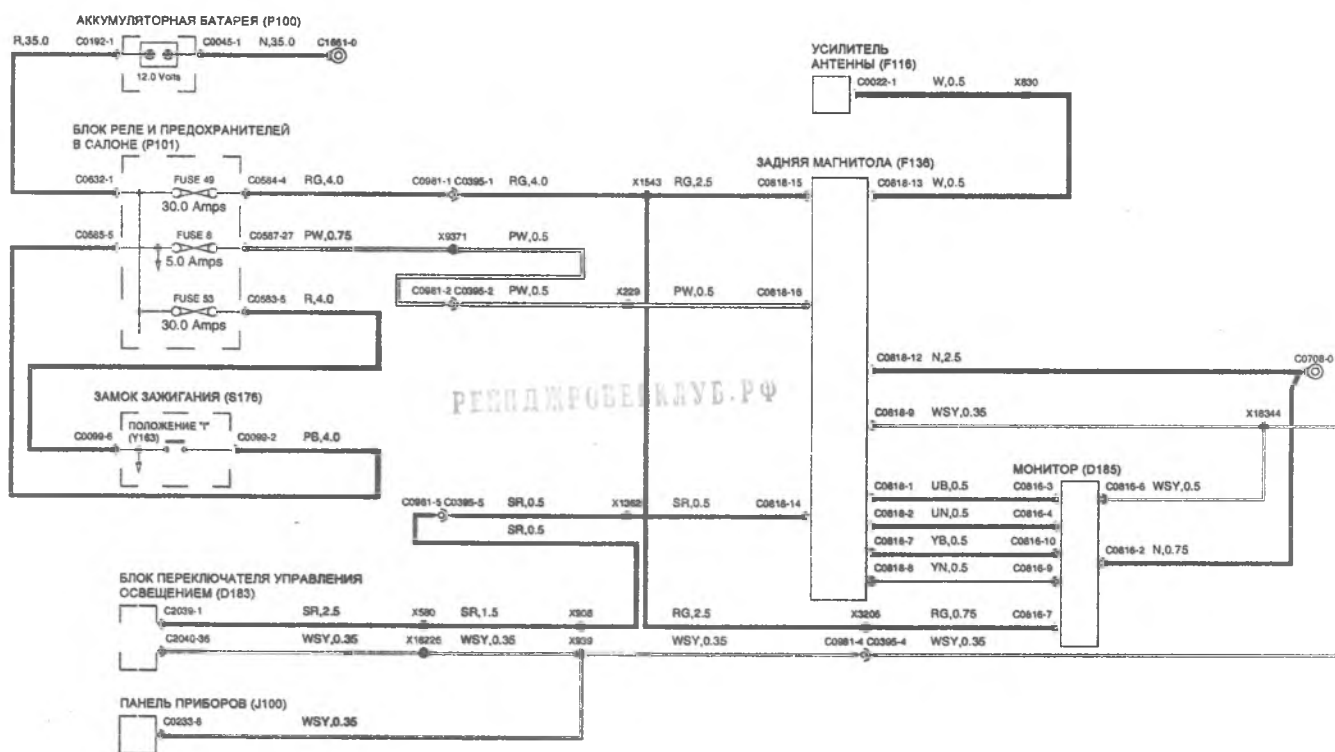 АККУМУЛЯТОРНАЯ БАТАРЕЯ (P100)
R,35.0 C0192-1 C0045-1 N,35.0 C1661-0
12.0 Volts
УСИЛИТЕЛЬ
АНТЕННЫ (F116)
C0022-1 W,0.5 X830
БЛОК РЕЛЕ И ПРЕДОХРАНИТЕЛЕЙ
В САЛОНЕ (P101)
ЗАДНЯЯ МАГНИТОЛА (F136)
C0632-1 FUSE 49 C0584-4 RG,4.0 C0981-1 C0395-1 RG,4.0 X1543 RG,2.5 C0818-15 C0818-13 W,0.5
30.0 Amps
C0585-5 FUSE 6 C0587-27 PW,0.75 X9371 PW,0.5
5.0 Amps
C0981-2 C0395-2 PW,0.5 X229 PW,0.5 C0818-16
FUSE 53 C0583-5 R,4.0
30.0 Amps
C0818-12 N,2.5 C0708-0
ЗАМОК ЗАЖИГАНИЯ (S176)
C0818-9 WSY,0.35 X18344
ПОЛОЖЕНИЕ "I"
(Y163)
C0099-6 C0099-2 PB,4.0
МОНИТОР (D185)
C0818-1 UB,0.5 C0816-3 C0816-6 WSY,0.5
C0981-5 C0395-5 SR,0.5 X1362 SR,0.5 C0818-14
C0818-2 UN,0.5 C0816-4
SR,0.5
C0818-7 YB,0.5 C0816-10 C0816-2 N,0.75
C0818-8 YN,0.5 C0816-9
БЛОК ПЕРЕКЛЮЧАТЕЛЯ УПРАВЛЕНИЯ
ОСВЕЩЕНИЕМ (D183)
C2039-1 SR,2.5 X580 SR,1.5 X908 RG,2.5 X3206 RG,0.75 C0816-7
C2040-36 WSY,0.35 X18226 WSY,0.35 X939 WSY,0.35 C0981-4 C0395-4 WSY,0.35
ПАНЕЛЬ ПРИБОРОВ (J100)
C0233-6 WSY,0.35